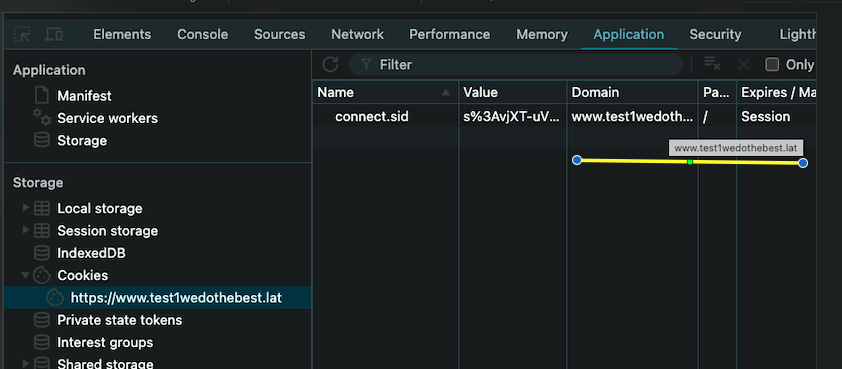 Elements Console Sources Network Performance Memory Application Security Lighth
Application
Manifest
Service workers
Storage
Storage
Local storage
Session storage
IndexedDB
Cookies
https://www.test1wedothebest.lat
Private state tokens
Interest groups
Shared storage
Filter Only
Name Value Domain Pa... Expires / Ma
connect.sid s%3AvjXT-uV... www.test1wedoth... / Session
www.test1wedothebest.lat